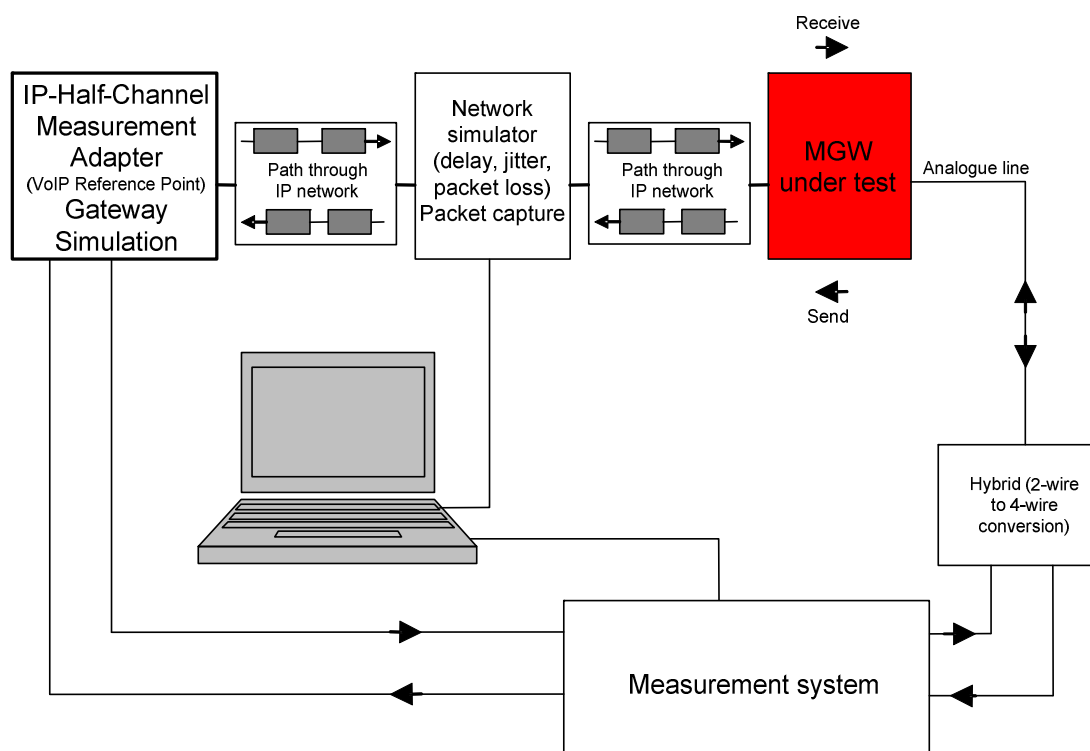 Receive
IP-Half-Channel
Measurement
Adapter
(VoIP Reference Point)
Gateway
Simulation
Path through
IP network
Network
simulator
(delay, jitter,
packet loss)
Packet capture
Path through
IP network
MGW
under test
Analogue line
Send
Hybrid (2-wire
to 4-wire
conversion)
Measurement system